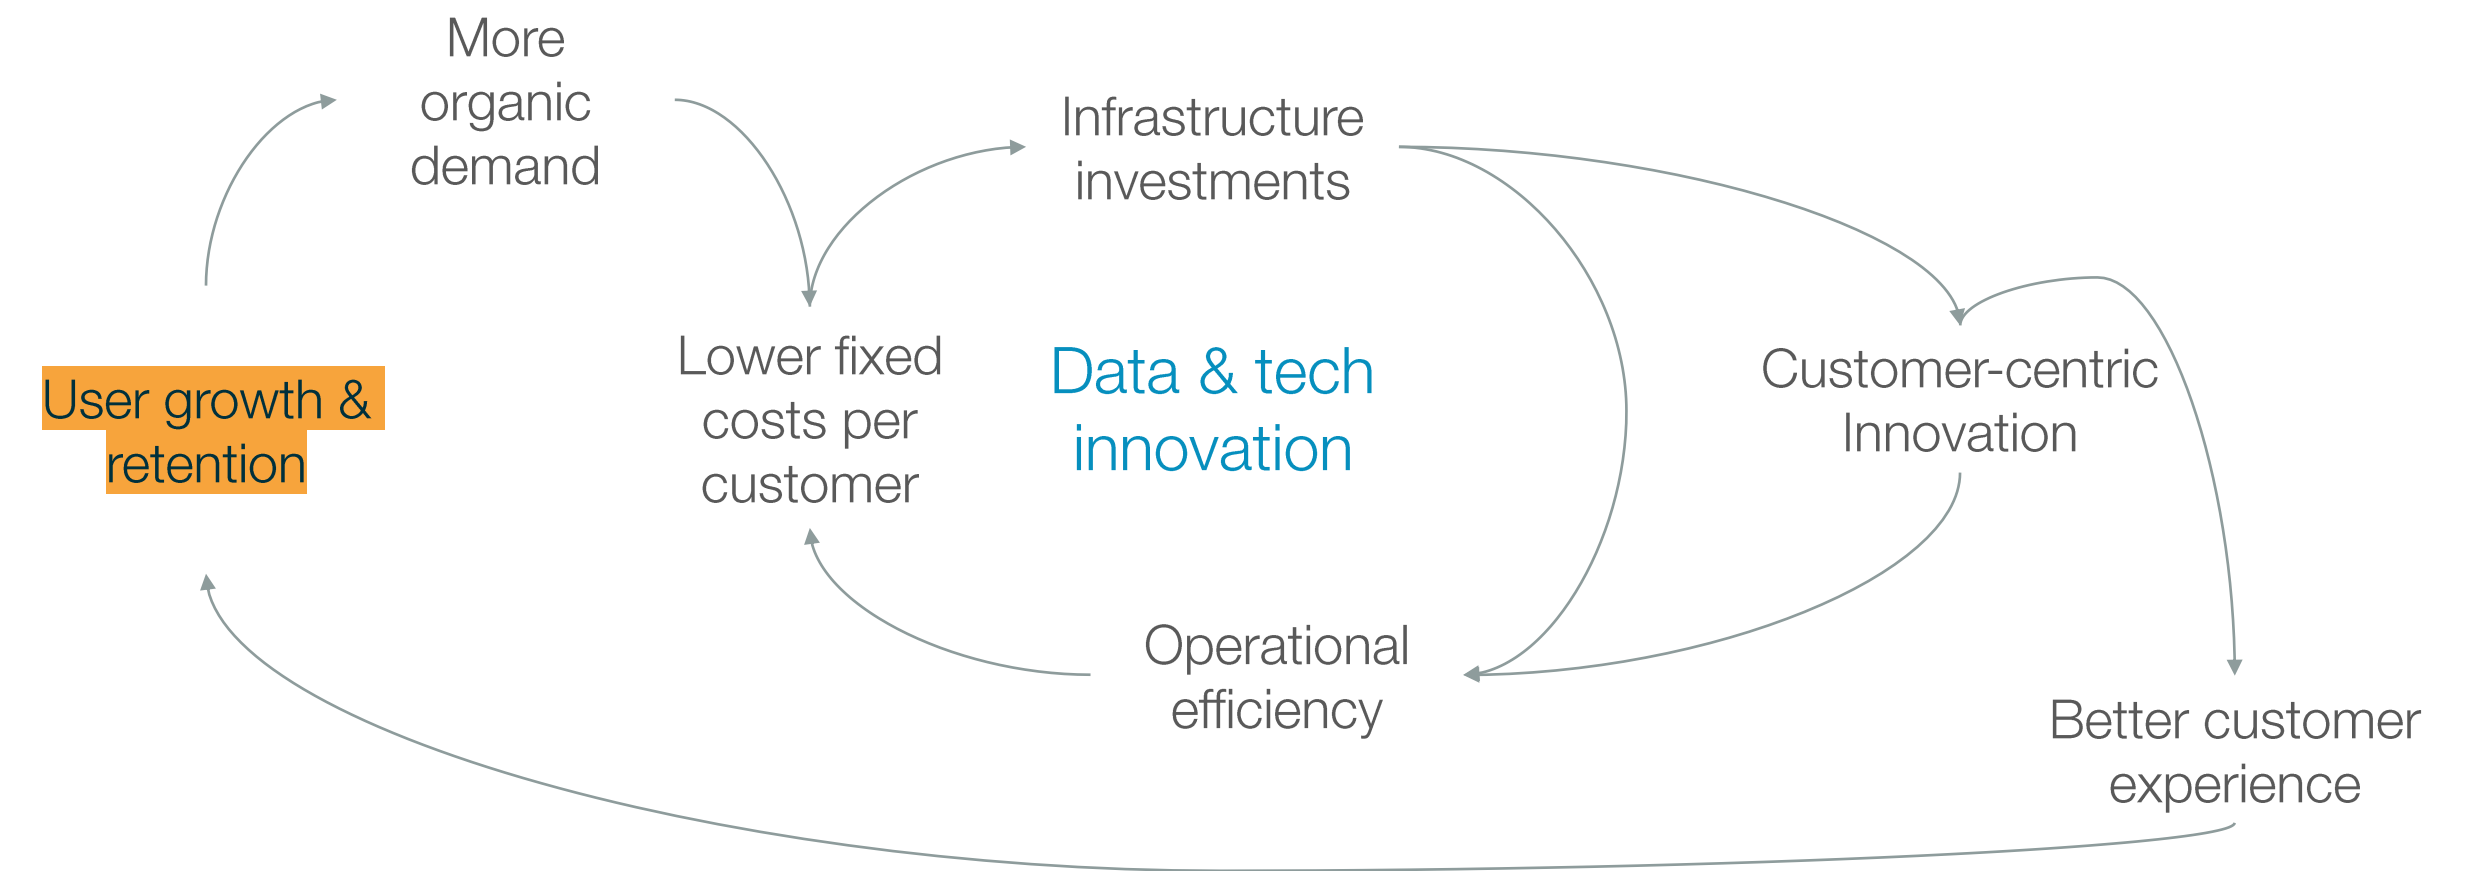 More
organic
demand
Infrastructure
investments
Lower fixed
costs per
customer
Data & tech
innovation
Customer-centric
Innovation
User growth &
retention
Operational
efficiency
Better customer
experience